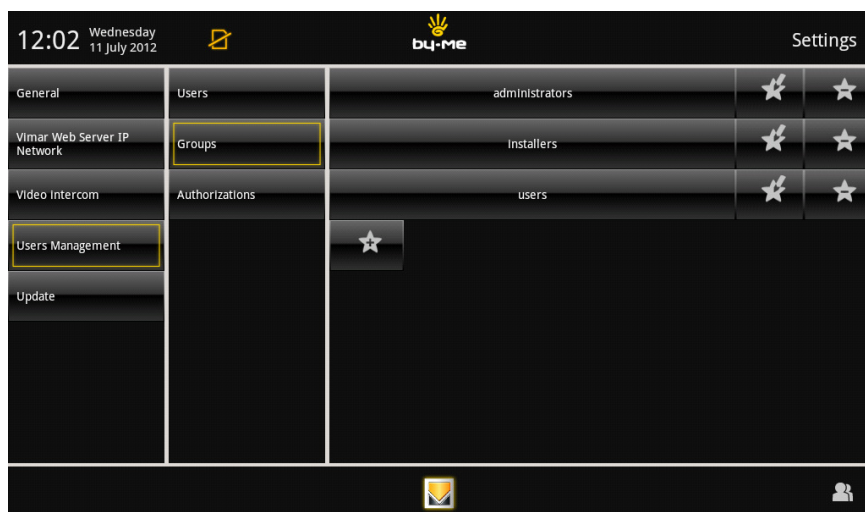 12:02
Wednesday
11 July 2012
by-me
Settings
General
Users
administrators
Vimar Web Server IP
Network
Groups
Installers
Video Intercom
Authorizations
users
Users Management
Update